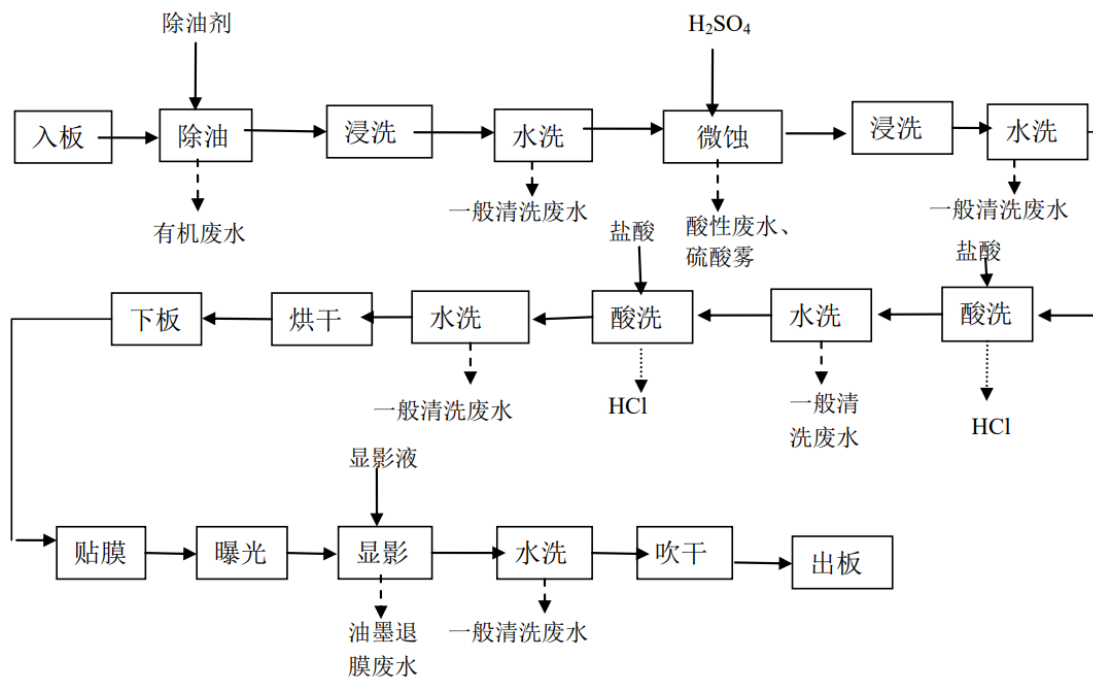 除油剂
H₂SO₄
入板
除油
浸洗
水洗
微蚀
浸洗
水洗
有机废水
一般清洗废水
酸性废水、
硫酸雾
一般清洗废水
盐酸
盐酸
下板
烘干
水洗
酸洗
水洗
酸洗
一般清洗废水
HCl
一般清
洗废水
HCl
显影液
贴膜
曝光
显影
水洗
吹干
出板
油墨退
膜废水
一般清洗废水